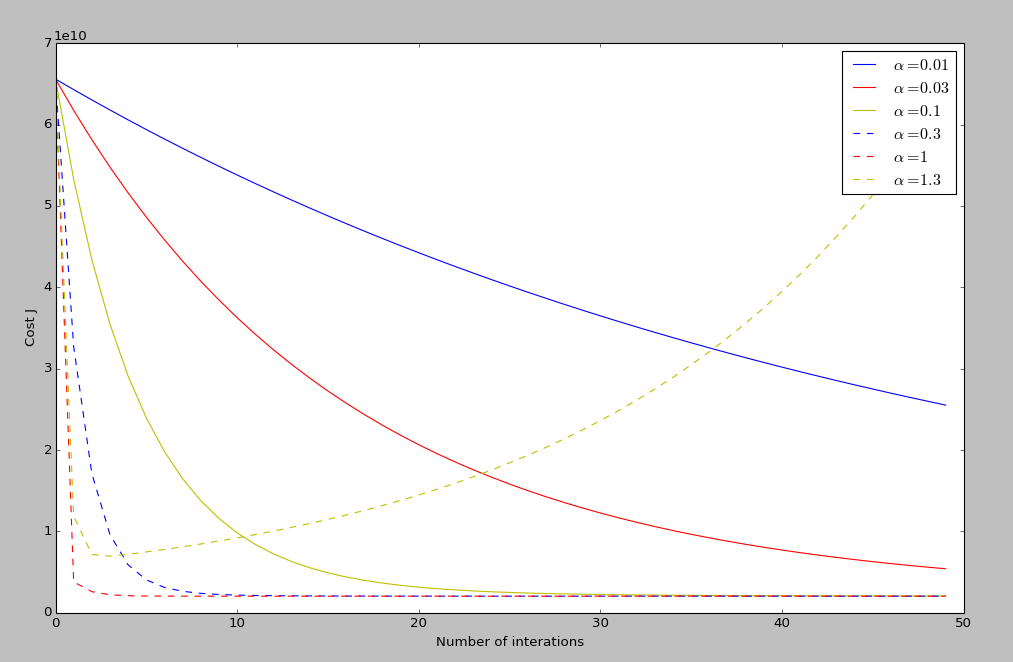 1e10
7
6
5
4
3
2
1
0
Cost J
0 10 20 30 40 50
Number of interations
α=0.01
α=0.03
α=0.1
α=0.3
α=1
α=1.3